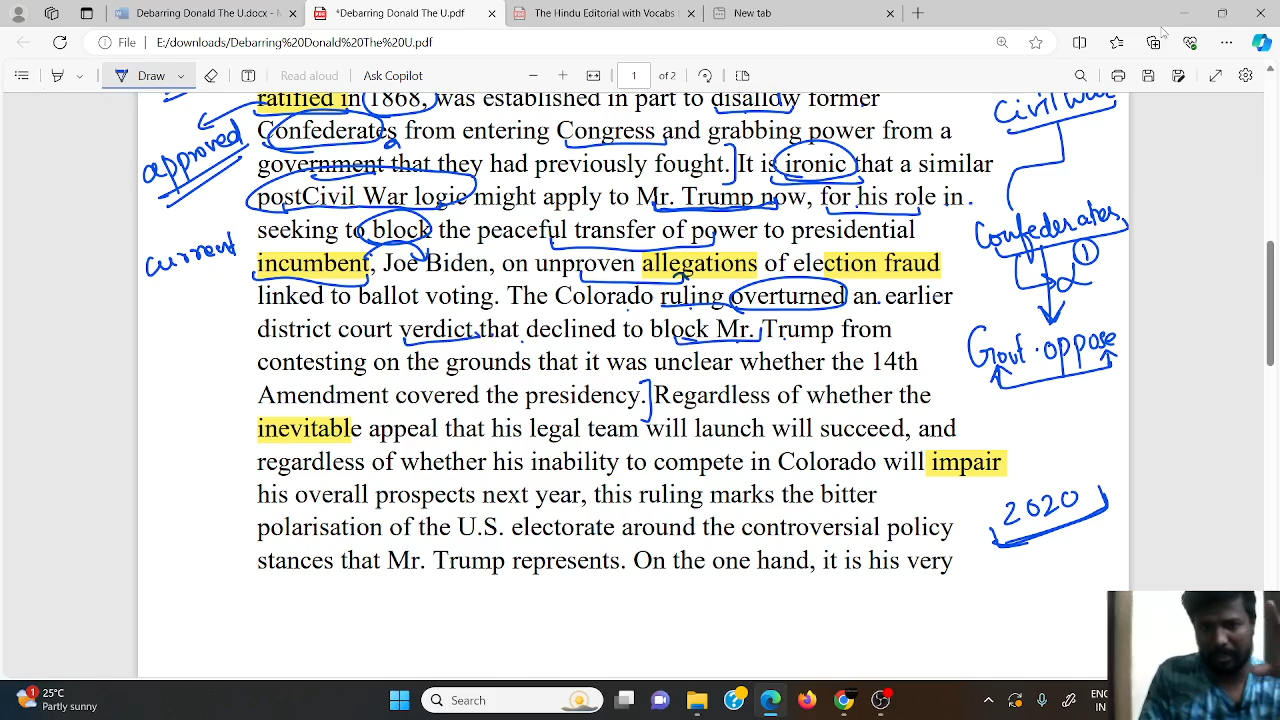 Debarring Donald The U.docx - M
*Debarring Donald The U.pdf
The Hindu Editorial with Vocabs
New tab
File
E:/downloads/Debarring%20Donald%20The%20U.pdf
Draw
Read aloud
Ask Copilot
1
of 2
ratified in 1868, was established in part to disallow former
Confederates from entering Congress and grabbing power from a
government that they had previously fought. It is ironic that a similar
postCivil War logic might apply to Mr. Trump now, for his role in
seeking to block the peaceful transfer of power to presidential
incumbent, Joe Biden, on unproven allegations of election fraud
linked to ballot voting. The Colorado ruling overturned an earlier
district court verdict that declined to block Mr. Trump from
contesting on the grounds that it was unclear whether the 14th
Amendment covered the presidency. Regardless of whether the
inevitable appeal that his legal team will launch will succeed, and
regardless of whether his inability to compete in Colorado will impair
his overall prospects next year, this ruling marks the bitter
polarisation of the U.S. electorate around the controversial policy
stances that Mr. Trump represents. On the one hand, it is his very
approved
2
current
Civil War
Confederates
1
Govt. oppose
2020
1
25°C
Partly sunny
Search
ENG
IN